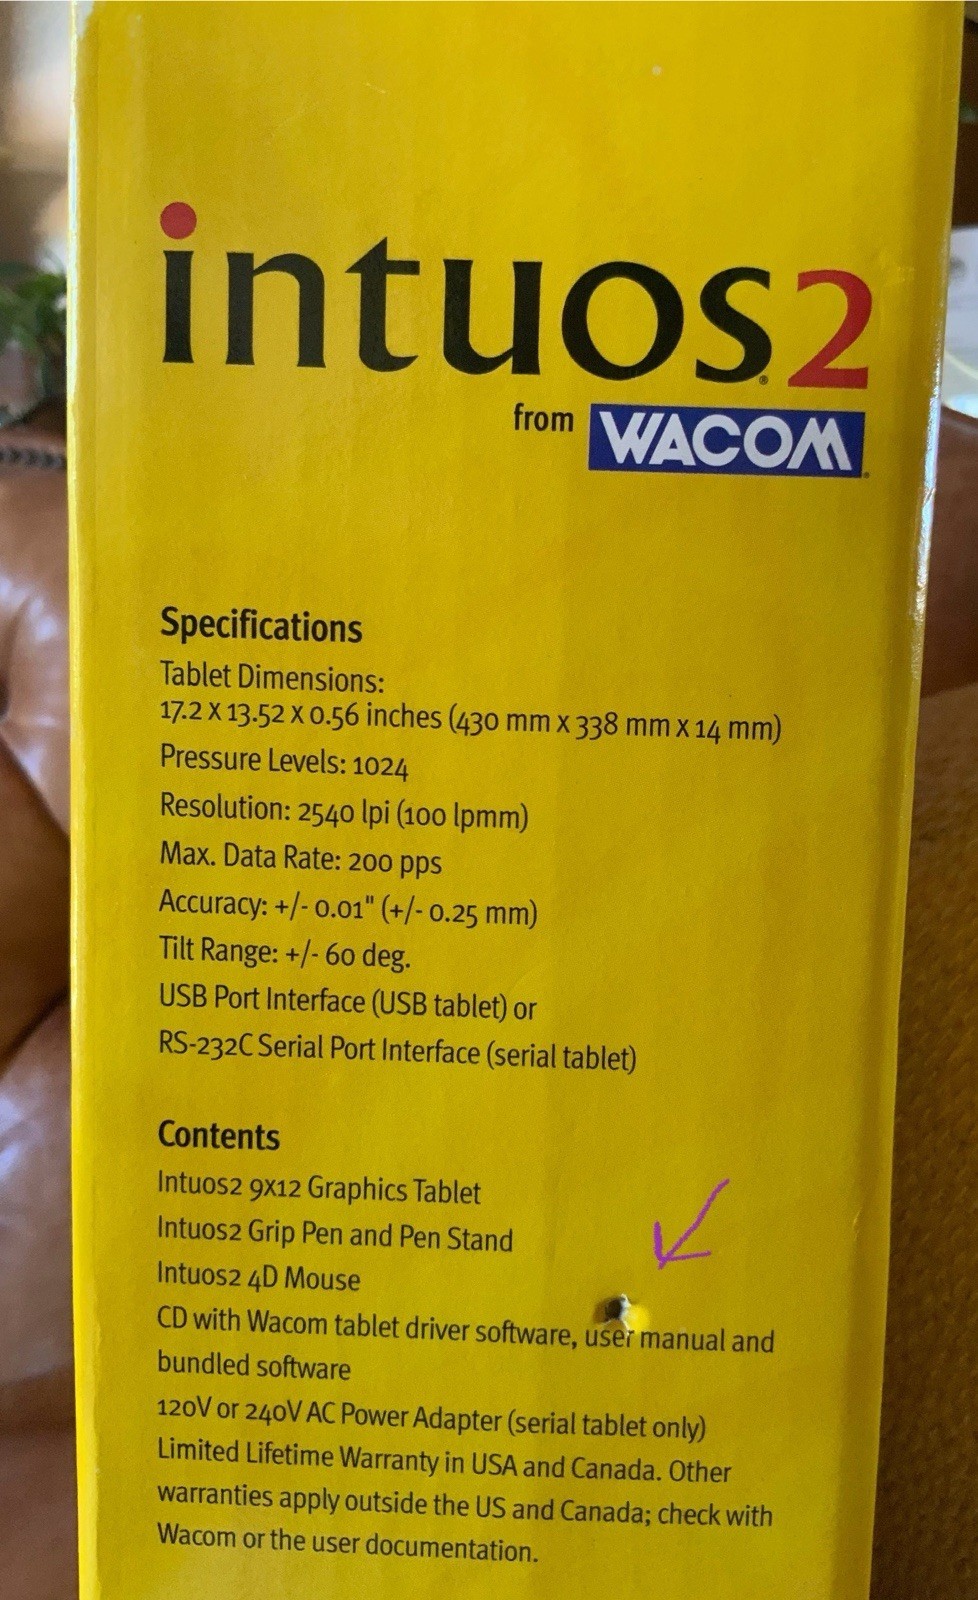 intuos®2
from WACOM®
Specifications
Tablet Dimensions:
17.2 X 13.52 X 0.56 inches (430 mm x 338 mm x 14 mm)
Pressure Levels: 1024
Resolution: 2540 lpi (100 lpmm)
Max. Data Rate: 200 pps
Accuracy: +/- 0.01" (+/- 0.25 mm)
Tilt Range: +/- 60 deg.
USB Port Interface (USB tablet) or
RS-232C Serial Port Interface (serial tablet)
Contents
Intuos2 9x12 Graphics Tablet
Intuos2 Grip Pen and Pen Stand
Intuos2 4D Mouse
CD with Wacom tablet driver software, user manual and
bundled software
120V or 240V AC Power Adapter (serial tablet only)
Limited Lifetime Warranty in USA and Canada. Other
warranties apply outside the US and Canada; check with
Wacom or the user documentation.